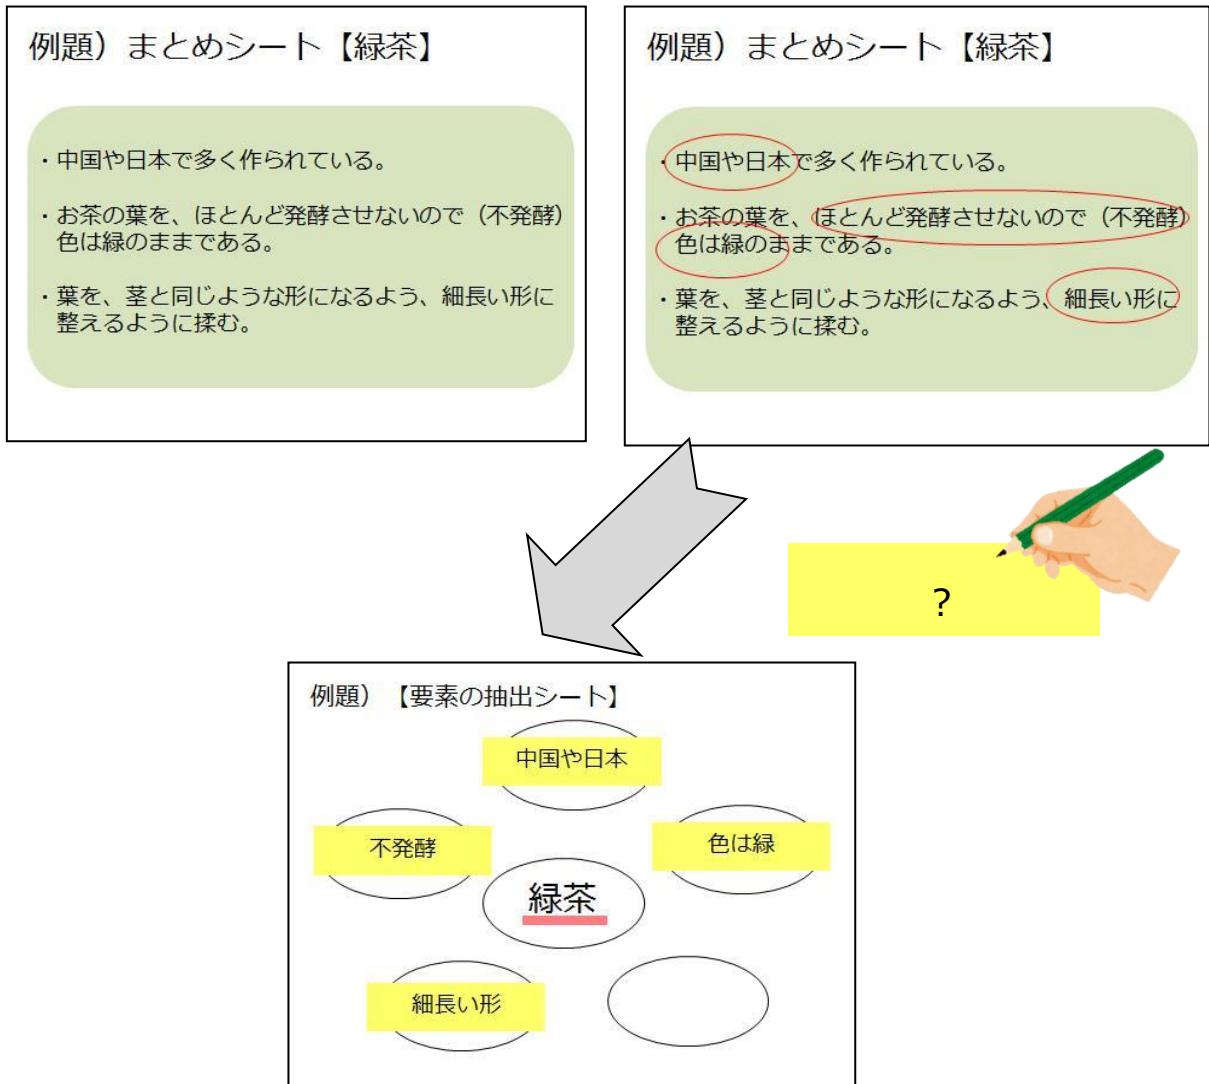 例題）まとめシート【緑茶】
・中国や日本で多く作られている。
・お茶の葉を、ほとんど発酵させないので（不発酵）
色は緑のままである。
・葉を、茎と同じような形になるよう、細長い形に
整えるように揉む。
例題）まとめシート【緑茶】
・中国や日本で多く作られている。
・お茶の葉を、ほとんど発酵させないので（不発酵）
色は緑のままである。
・葉を、茎と同じような形になるよう、細長い形に
整えるように揉む。
?
例題）【要素の抽出シート】
中国や日本
不発酵
色は緑
緑茶
細長い形